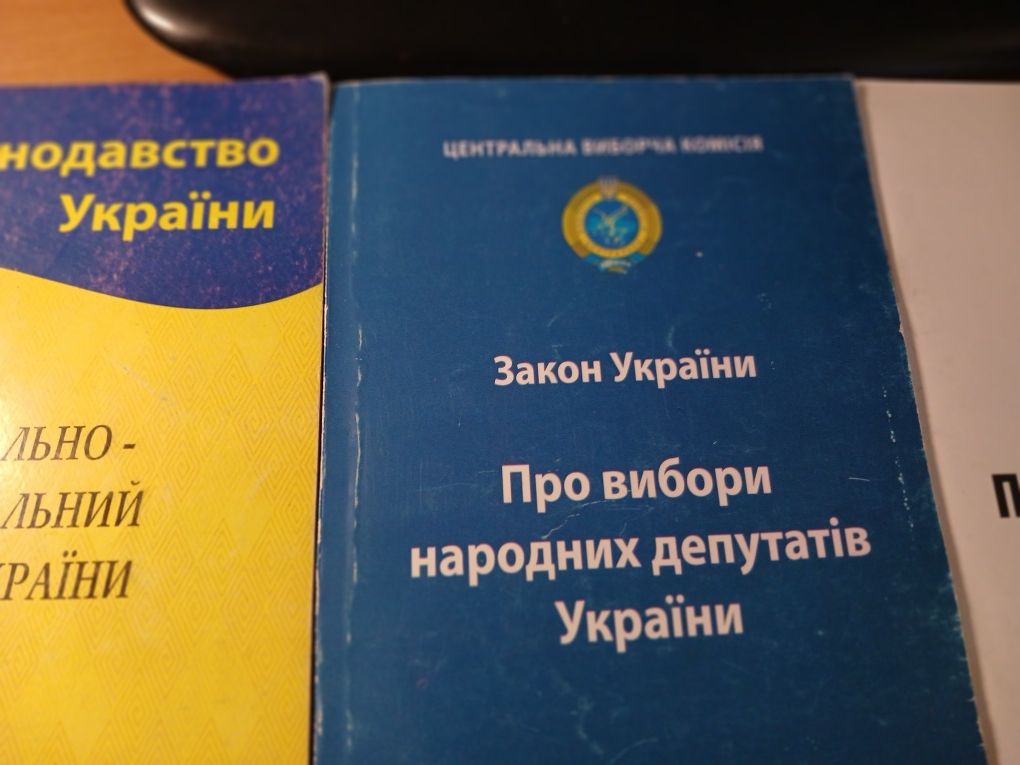 нодавство
України
ЛЬНО -
ЛЬНИЙ
РАЇНИ
ЦЕНТРАЛЬНА ВИБОРЧА КОМІСІЯ
Закон України
Про вибори
народних депутатів
України
П